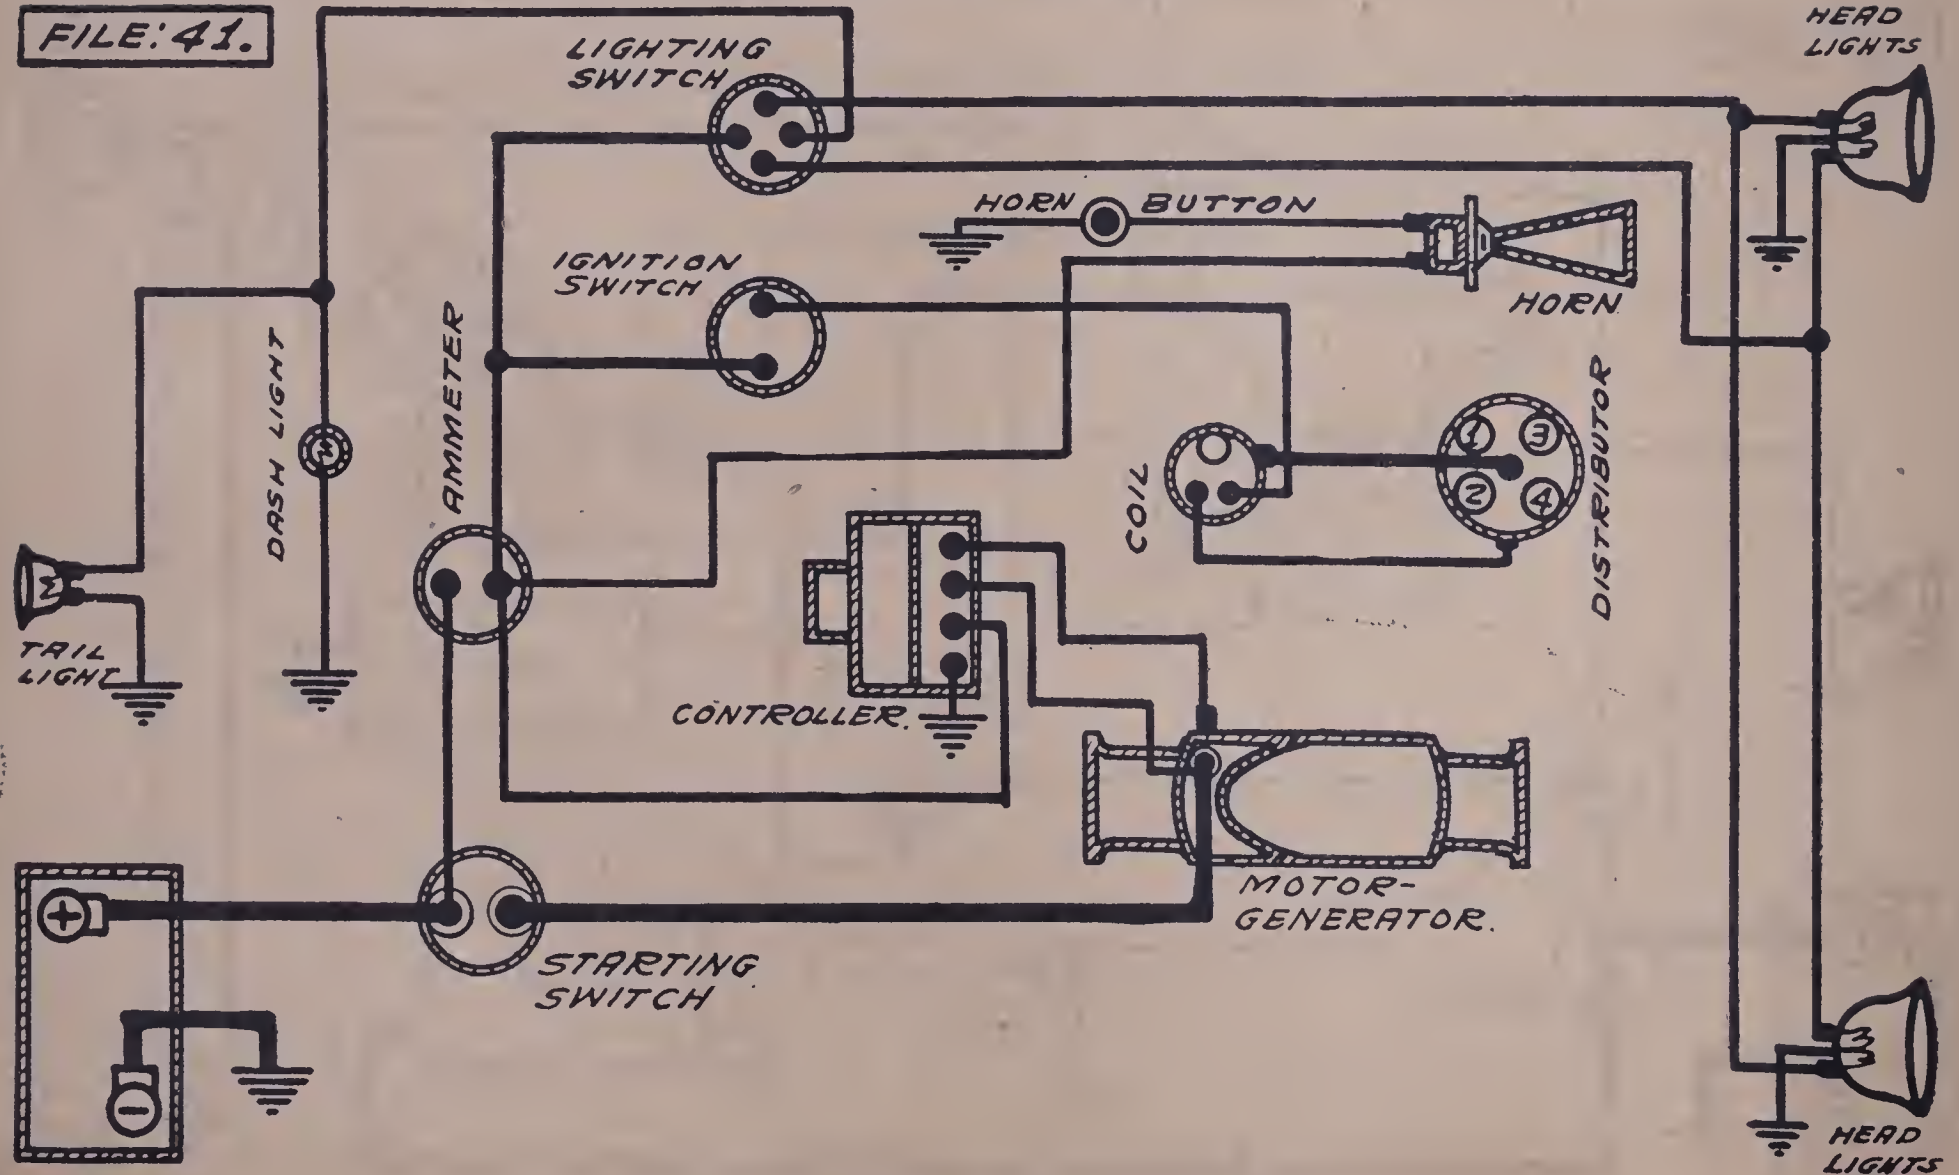 FILE: 41.
LIGHTING
SWITCH
HEAD
LIGHTS
HORN BUTTON
IGNITION
SWITCH
HORN
AMMETER
DASH LIGHT
COIL
1 3
2 4
DISTRIBUTOR
TAIL
LIGHT
CONTROLLER.
+
MOTOR-
GENERATOR.
STARTING
SWITCH
−
HEAD
LIGHTS